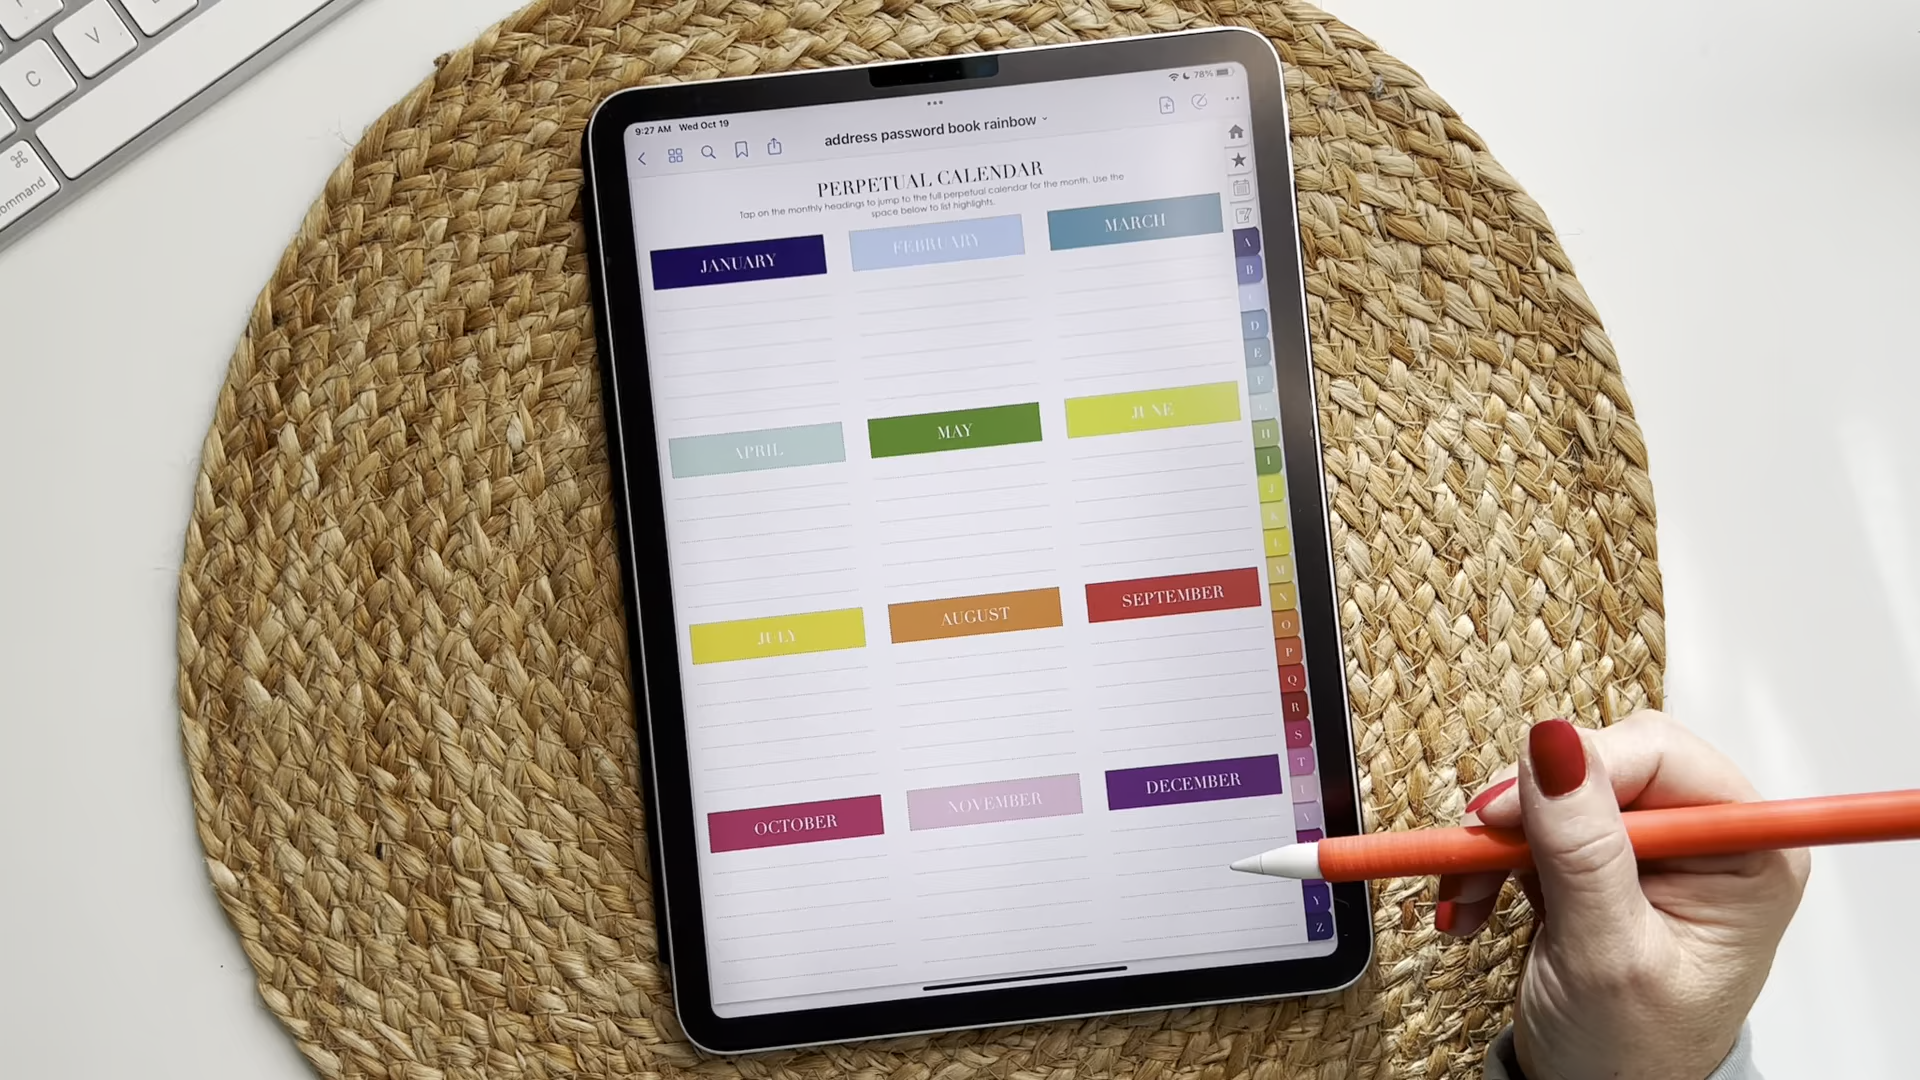 V
C
⌘
command
9:27 AM Wed Oct 19
78%
address password book rainbow
PERPETUAL CALENDAR
Tap on the monthly headings to jump to the full perpetual calendar for the month. Use the
space below to list highlights.
JANUARY FEBRUARY MARCH
APRIL MAY JUNE
JULY AUGUST SEPTEMBER
OCTOBER NOVEMBER DECEMBER
A
B
D
E
F
G
H
I
J
K
L
M
N
O
P
Q
R
S
T
V
Y
Z